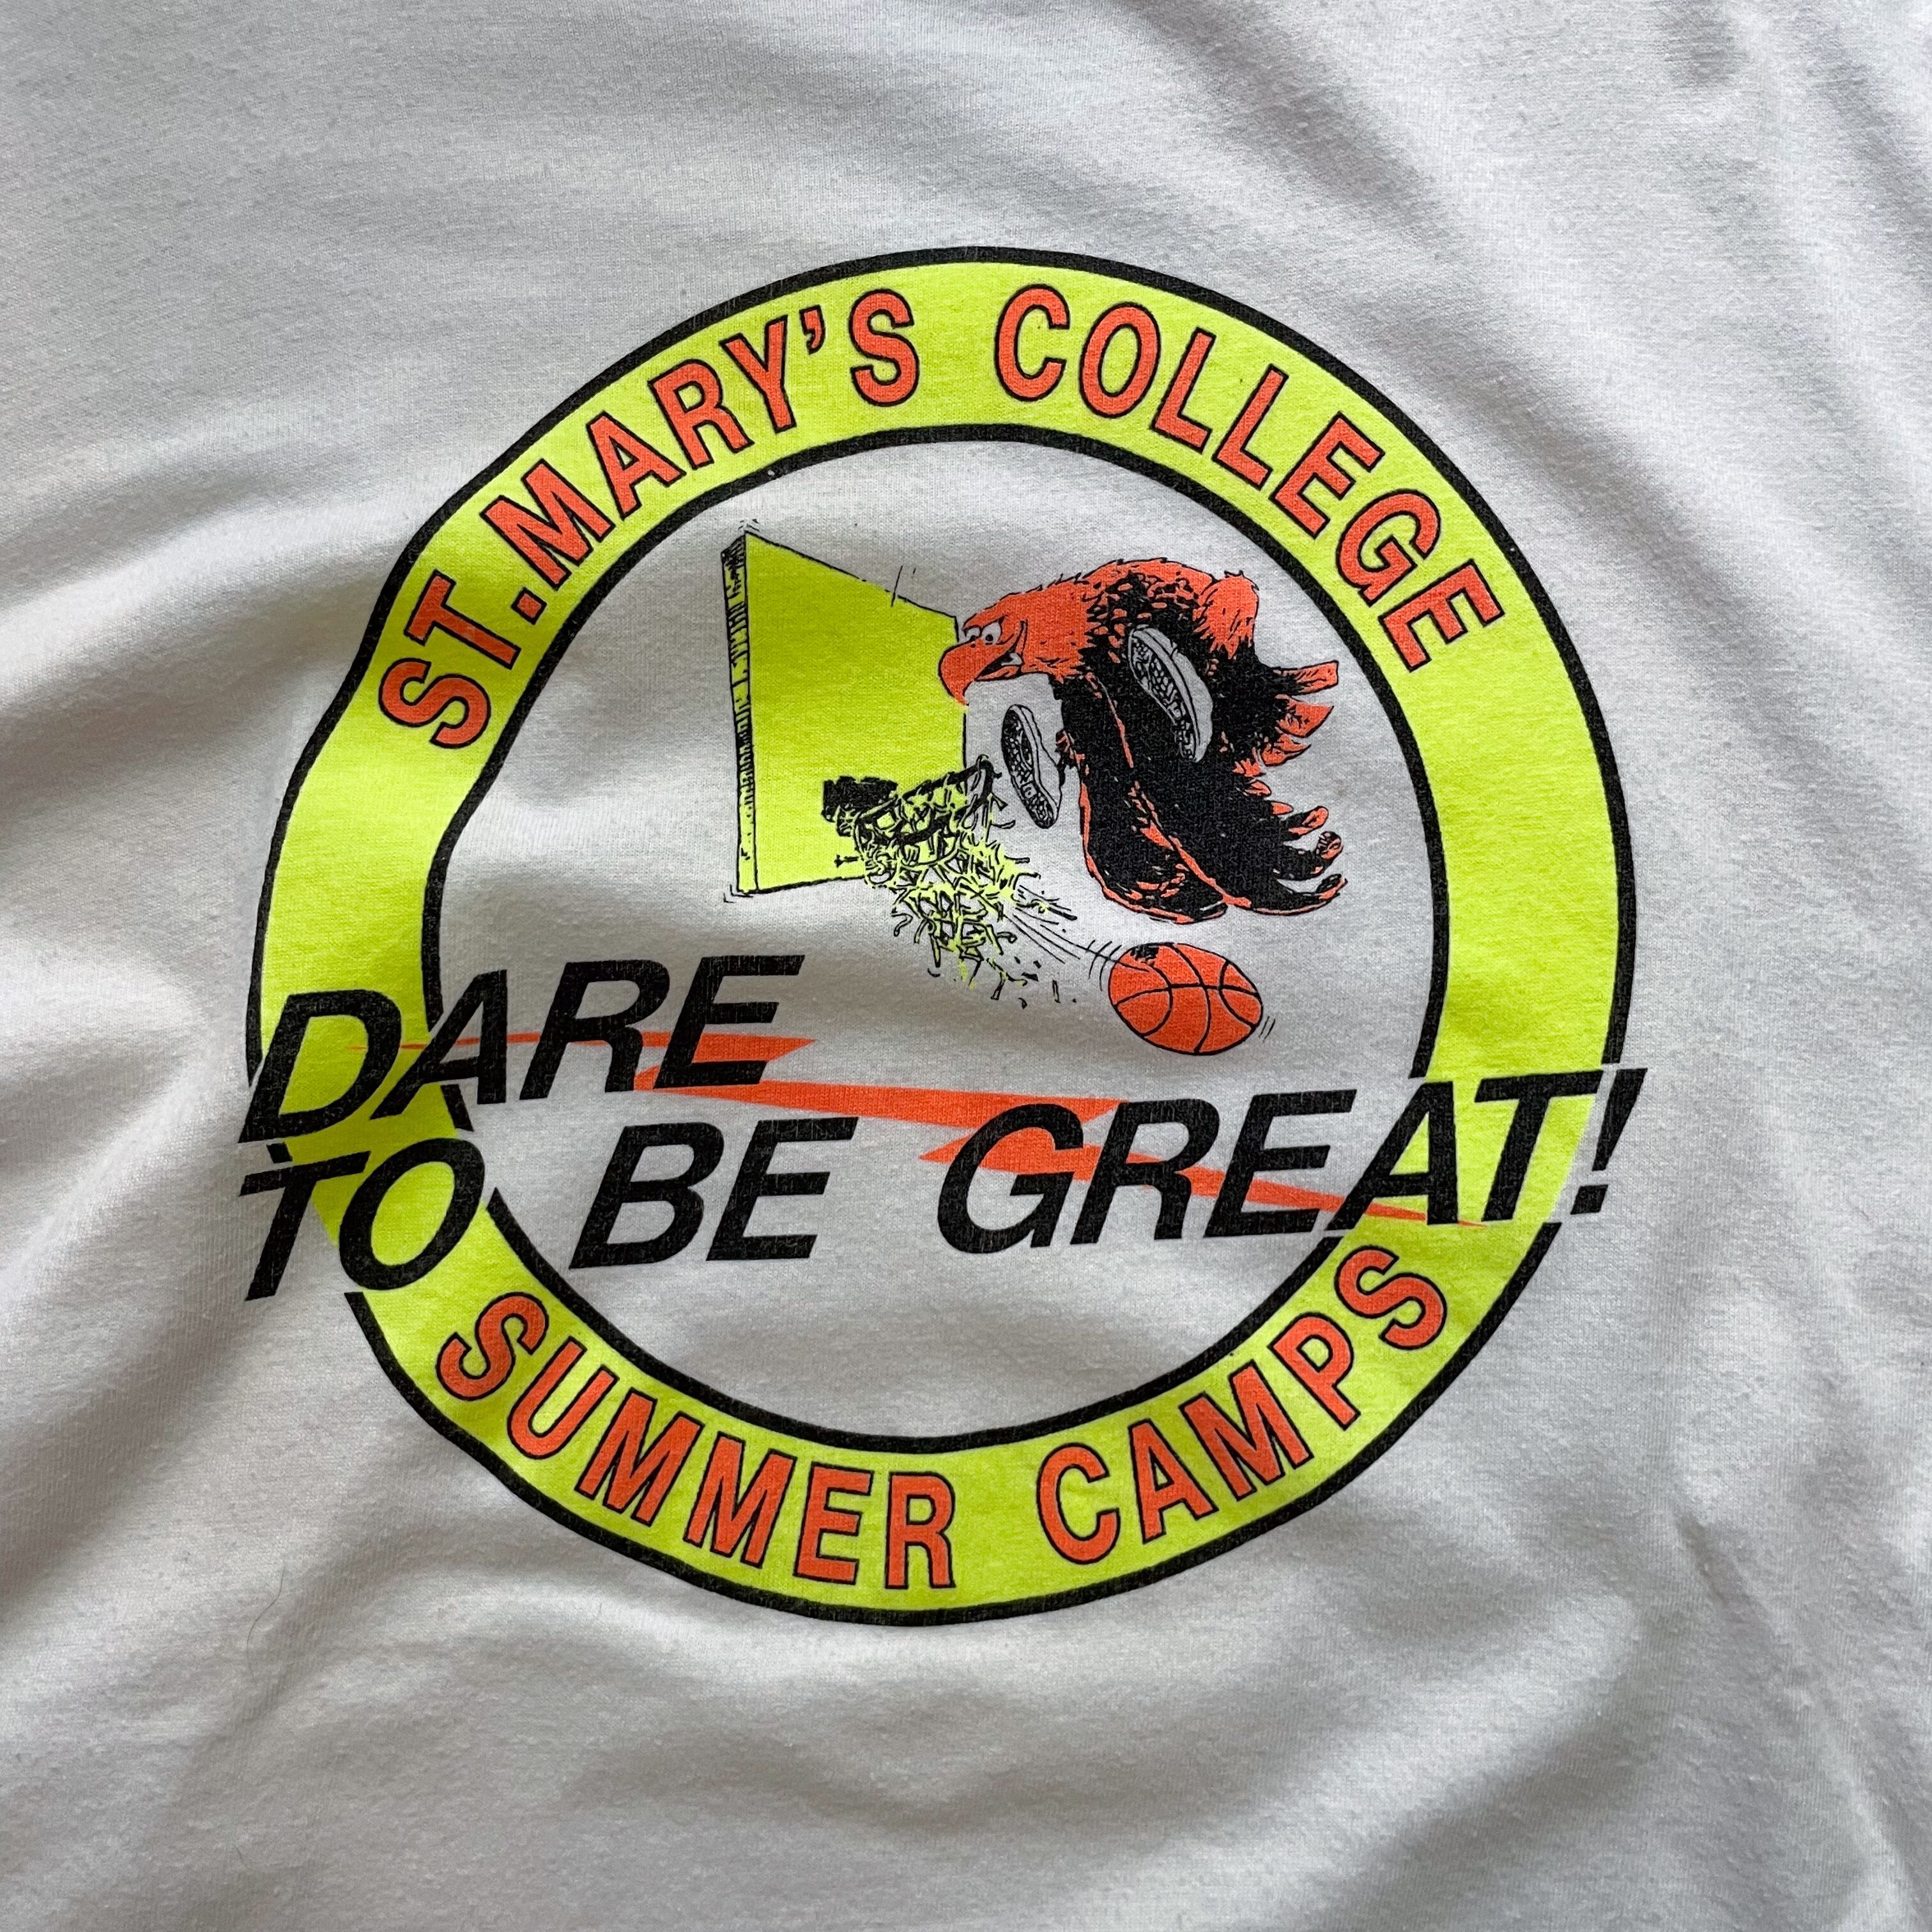 ST. MARY'S COLLEGE
DARE
TO BE GREAT!
SUMMER CAMPS